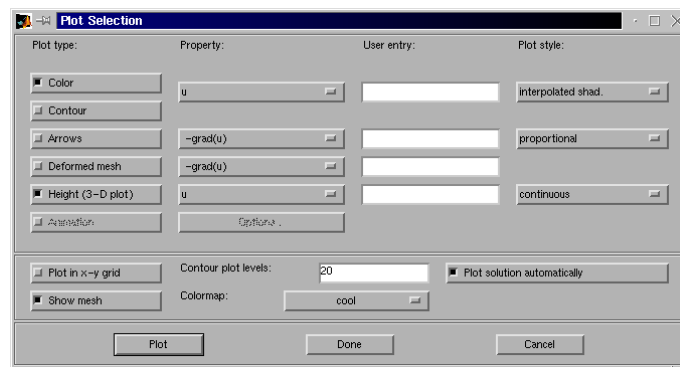 Plot Selection
Plot type: Property: User entry: Plot style:
Color
u interpolated shad.
Contour
Arrows -grad(u) proportional
Deformed mesh -grad(u)
Height (3-D plot) u continuous
Animation Options .
Plot in x-y grid Contour plot levels: 20 Plot solution automatically
Show mesh Colormap: cool
Plot Done Cancel